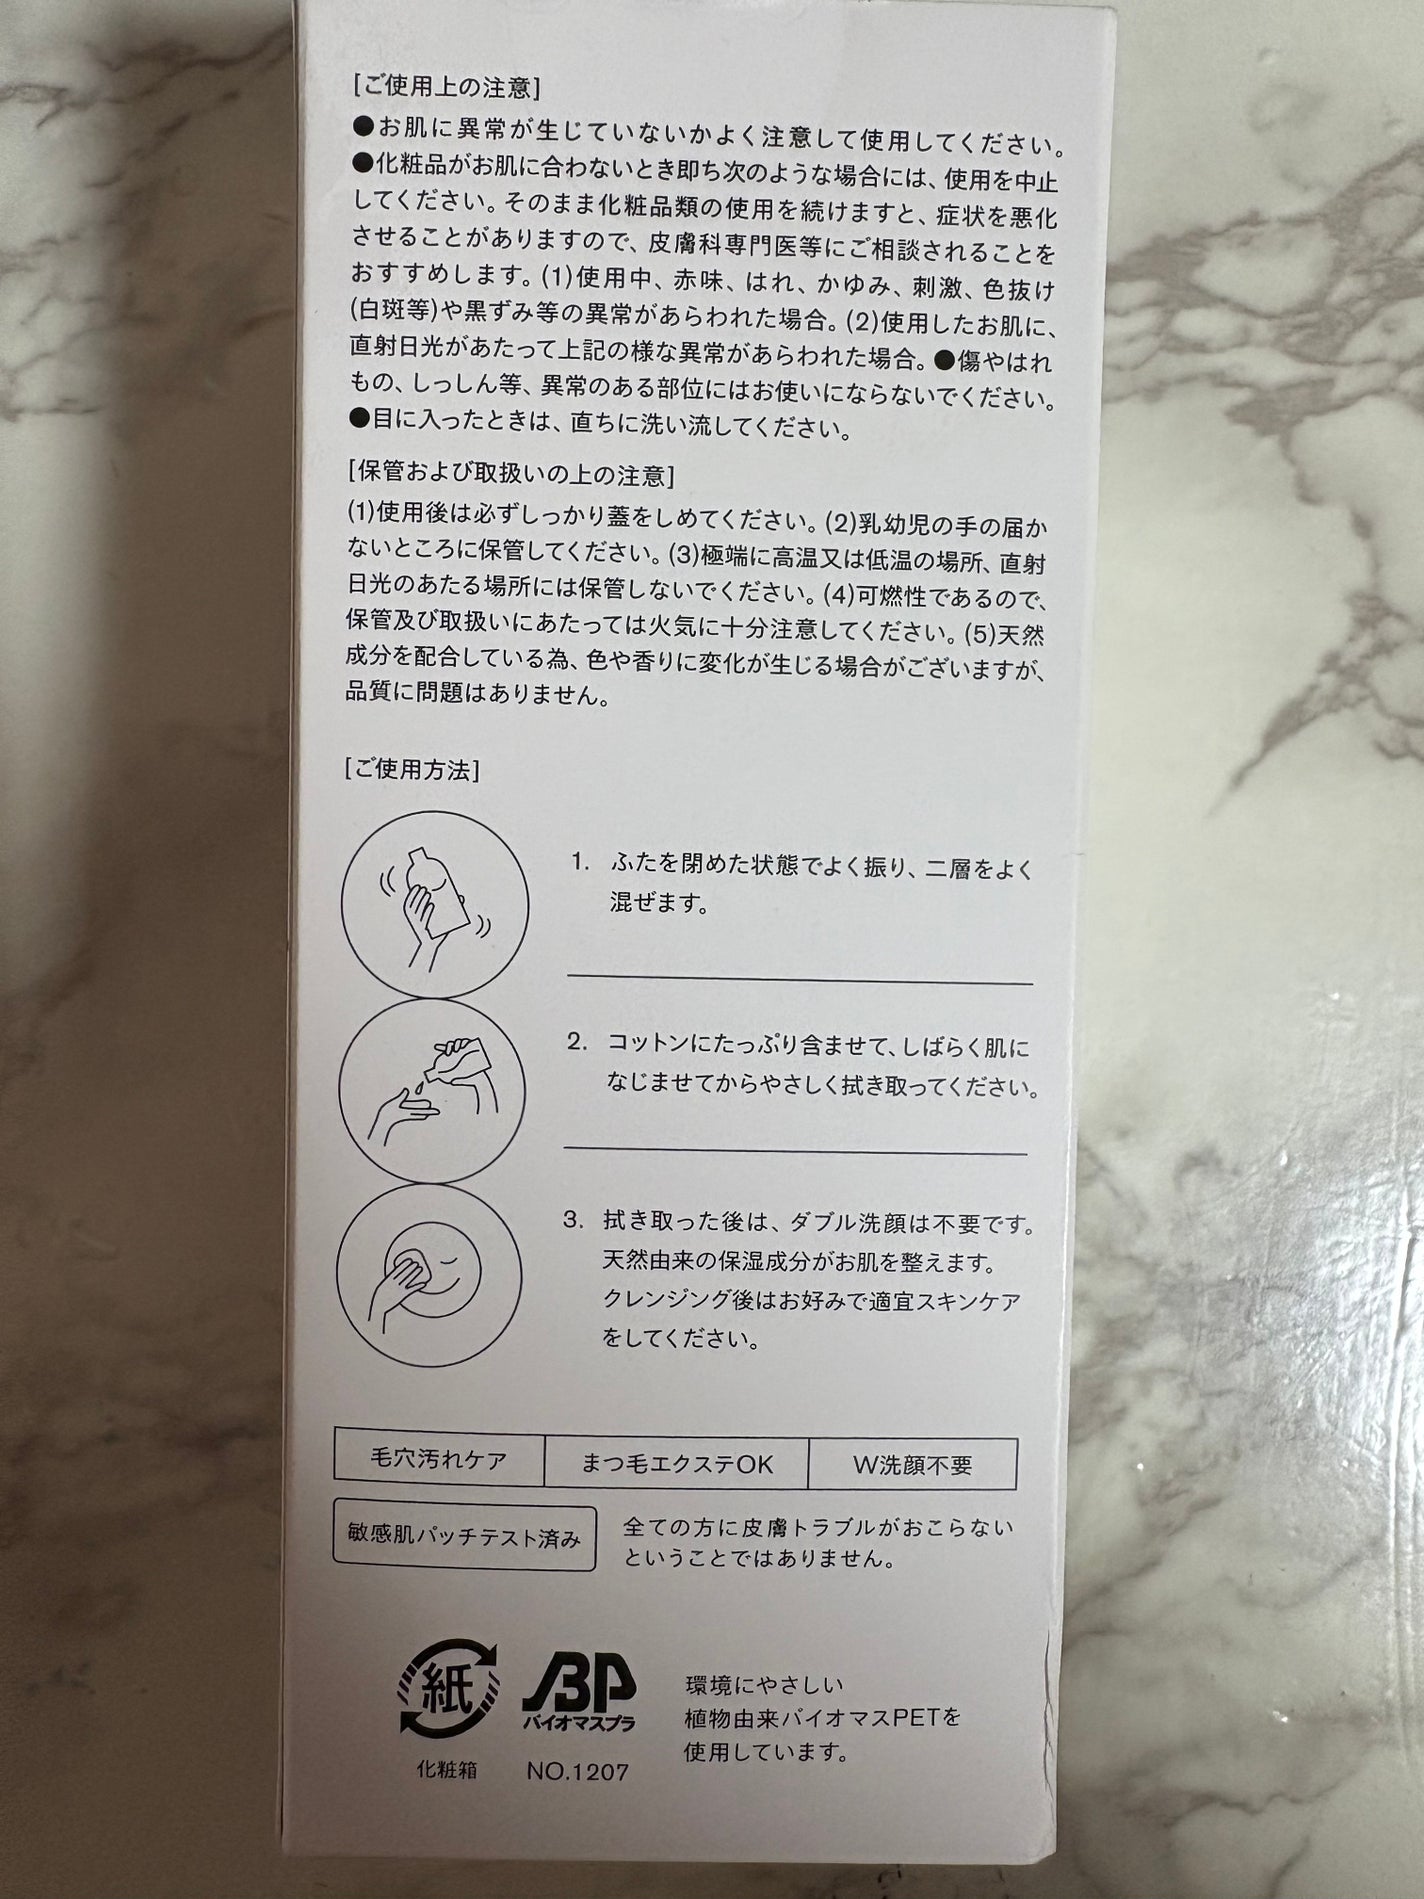 [ご使用上の注意]
●お肌に異常が生じていないかよく注意して使用してください。
●化粧品がお肌に合わないとき即ち次のような場合には、使用を中止
してください。そのまま化粧品類の使用を続けますと、症状を悪化
させることがありますので、皮膚科専門医等にご相談されることを
おすすめします。(1)使用中、赤味、はれ、かゆみ、刺激、色抜け
(白斑等)や黒ずみ等の異常があらわれた場合。(2)使用したお肌に、
直射日光があたって上記の様な異常があらわれた場合。●傷やはれ
もの、しっしん等、異常のある部位にはお使いにならないでください。
●目に入ったときは、直ちに洗い流してください。
[保管および取扱いの上の注意]
(1)使用後は必ずしっかり蓋をしめてください。(2)乳幼児の手の届か
ないところに保管してください。(3)極端に高温又は低温の場所、直射
日光のあたる場所には保管しないでください。(4)可燃性であるので、
保管及び取扱いにあたっては火気に十分注意してください。(5)天然
成分を配合している為、色や香りに変化が生じる場合がございますが、
品質に問題はありません。
[ご使用方法]
1. ふたを閉めた状態でよく振り、二層をよく
混ぜます。
2. コットンにたっぷり含ませて、しばらく肌に
なじませてからやさしく拭き取ってください。
3. 拭き取った後は、ダブル洗顔は不要です。
天然由来の保湿成分がお肌を整えます。
クレンジング後はお好みで適宜スキンケア
をしてください。
毛穴汚れケア まつ毛エクステOK W洗顔不要
敏感肌パッチテスト済み
全ての方に皮膚トラブルがおこらない
ということではありません。
紙
化粧箱
BP
バイオマスプラ
NO.1207
環境にやさしい
植物由来バイオマスPETを
使用しています。